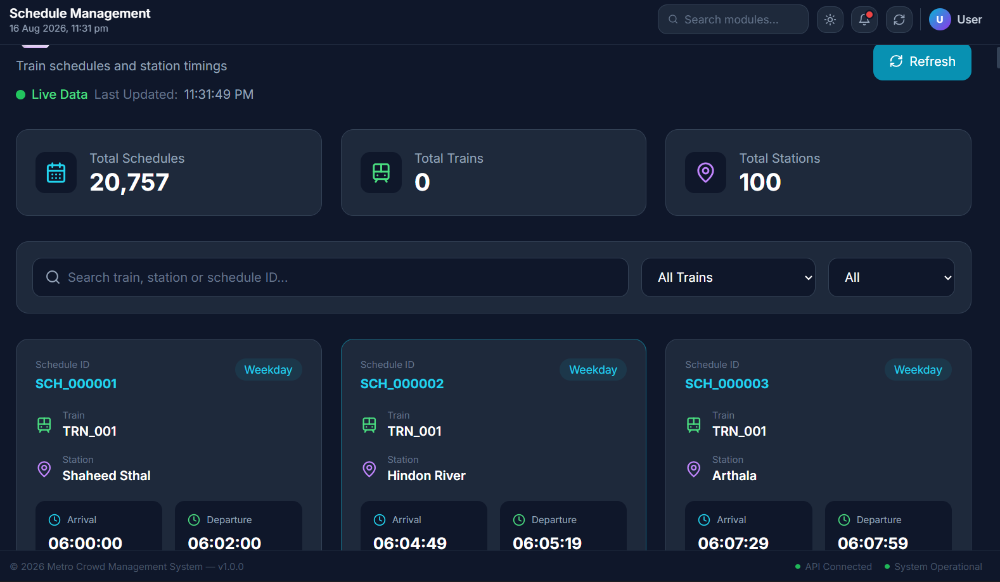 Schedule Management
16 Aug 2026, 11:31 pm
Search modules...
U
User
Train schedules and station timings
Refresh
Live Data Last Updated: 11:31:49 PM
Total Schedules
20,757
Total Trains
0
Total Stations
100
Search train, station or schedule ID...
All Trains
All
Schedule ID
SCH_000001
Weekday
Train
TRN_001
Station
Shaheed Sthal
Arrival
06:00:00
Departure
06:02:00
Schedule ID
SCH_000002
Weekday
Train
TRN_001
Station
Hindon River
Arrival
06:04:49
Departure
06:05:19
Schedule ID
SCH_000003
Weekday
Train
TRN_001
Station
Arthala
Arrival
06:07:29
Departure
06:07:59
© 2026 Metro Crowd Management System — v1.0.0
API Connected
System Operational